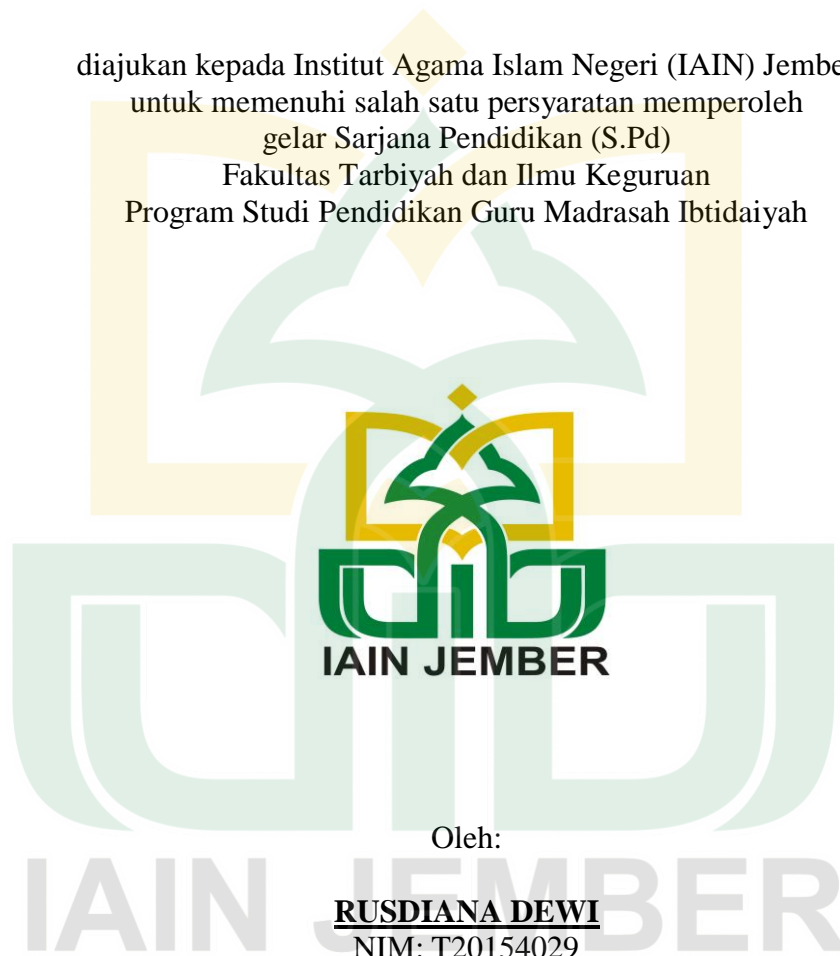 diajukan kepada Institut Agama Islam Negeri (IAIN) Jembe
untuk memenuhi salah satu persyaratan memperoleh
gelar Sarjana Pendidikan (S.Pd)
Fakultas Tarbiyah dan Ilmu Keguruan
Program Studi Pendidikan Guru Madrasah Ibtidaiyah
IAIN JEMBER
Oleh:
IAIN JEMBER
RUSDIANA DEWI
NIM: T20154029